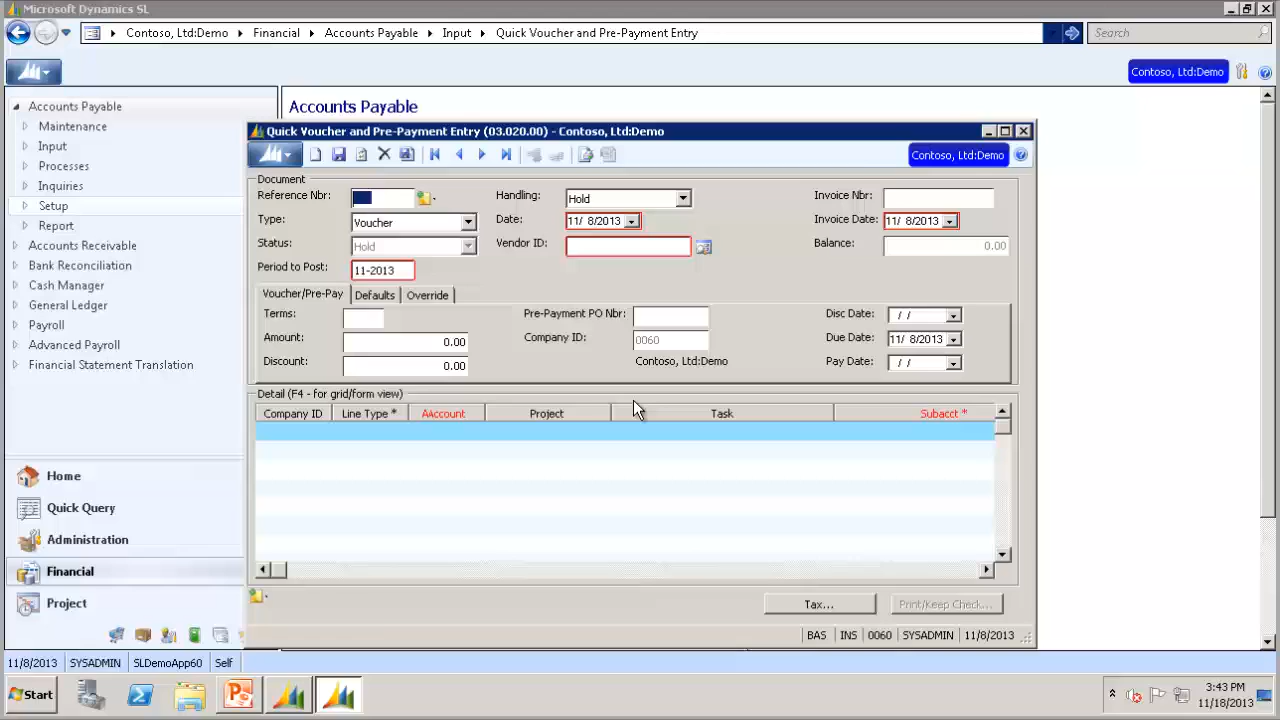 Microsoft Dynamics SL
Contoso, Ltd:Demo Financial Accounts Payable Input Quick Voucher and Pre-Payment Entry Search
Contoso, Ltd:Demo
Accounts Payable
Maintenance
Input
Processes
Inquiries
Setup
Report
Accounts Receivable
Bank Reconciliation
Cash Manager
General Ledger
Payroll
Advanced Payroll
Financial Statement Translation
Home
Quick Query
Administration
Financial
Project
Accounts Payable
Quick Voucher and Pre-Payment Entry (03.020.00) - Contoso, Ltd:Demo
Contoso, Ltd:Demo
Document
Reference Nbr: Handling: Hold Invoice Nbr:
Type: Voucher Date: 11/ 8/2013 Invoice Date: 11/ 8/2013
Status: Hold Vendor ID: Balance: 0.00
Period to Post: 11-2013
Voucher/Pre-Pay Defaults Override
Terms: Pre-Payment PO Nbr: Disc Date: / /
Amount: 0.00 Company ID: 0060 Due Date: 11/ 8/2013
Discount: 0.00 Contoso, Ltd:Demo Pay Date: / /
Detail (F4 - for grid/form view)
Company ID Line Type * AAccount Project Task Subacct *
Tax... Print/Keep Check...
BAS INS 0060 SYSADMIN 11/8/2013
11/8/2013 SYSADMIN SLDemoApp60 Self
Start
3:43 PM
11/18/2013